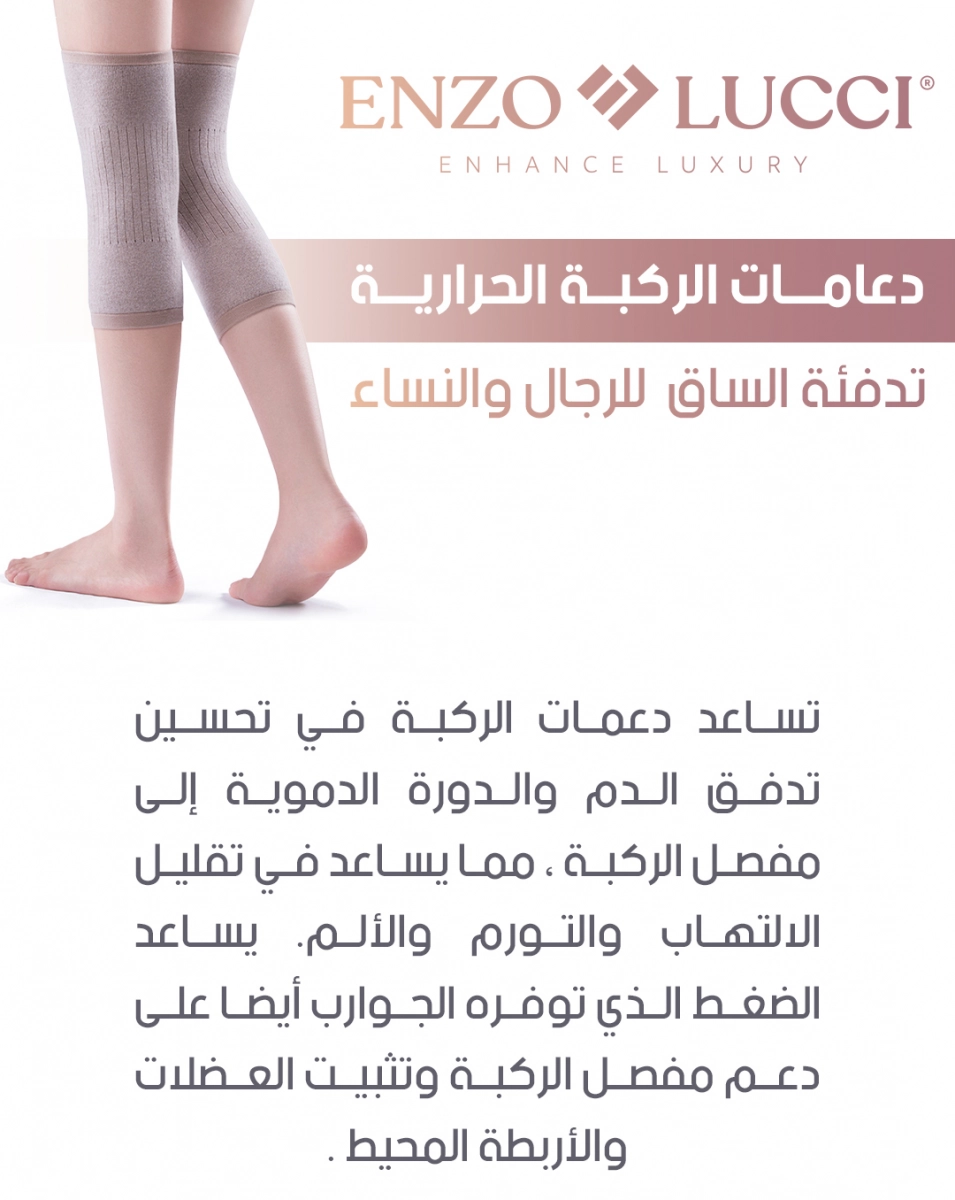 ENZO LUCCI®
ENHANCE LUXURY
دعامات الركبة الحرارية
تدفئة الساق للرجال والنساء
تساعد دعمات الركبة في تحسين
تدفق الدم والدورة الدموية إلى
مفصل الركبة ، مما يساعد في تقليل
الالتهاب والتورم والألم. يساعد
الضغط الذي توفره الجوارب أيضا على
دعم مفصل الركبة وتثبيت العضلات
والأربطة المحيط .